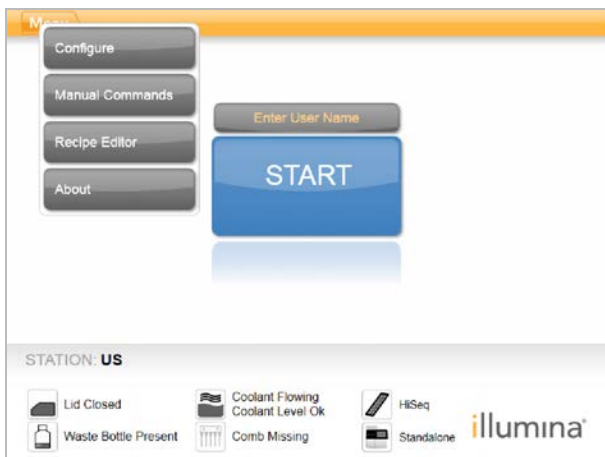 Menu
Configure
Manual Commands
Recipe Editor
About
Enter User Name
START
STATION: US
Lid Closed
Coolant Flowing
Coolant Level Ok
HiSeq
Waste Bottle Present
Comb Missing
Standalone
illumina